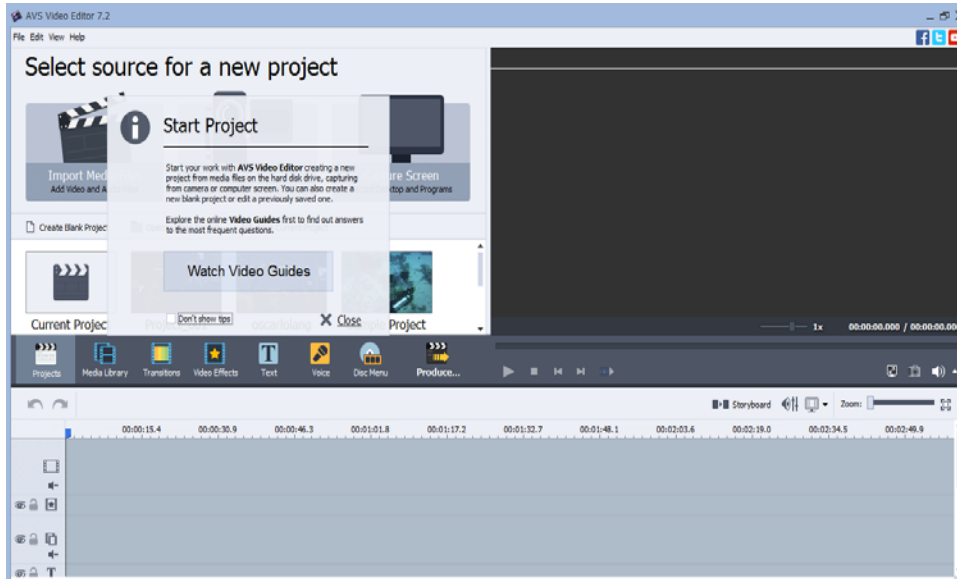 AVS Video Editor 7.2
File Edit View Help
Select source for a new project
Start Project
Import Med
Add Video and A
re Screen
top and Programs
Start your work with AVS Video Editor creating a new
project from media files on the hard disk drive, capturing
from camera or computer screen. You can also create a
new blank project or edit a previously saved one.
Explore the online Video Guides first to find out answers
to the most frequent questions.
Create Blank Projec
Watch Video Guides
Don't show tips
Close
Current Projec
Project
1x 00:00:00.000 / 00:00:00.00
Projects Media Library Transitions Video Effects Text Voice Disc Menu Produce...
Storyboard Zoom:
00:00:15.4 00:00:30.9 00:00:46.3 00:01:01.8 00:01:17.2 00:01:32.7 00:01:48.1 00:02:03.6 00:02:19.0 00:02:34.5 00:02:49.9
T